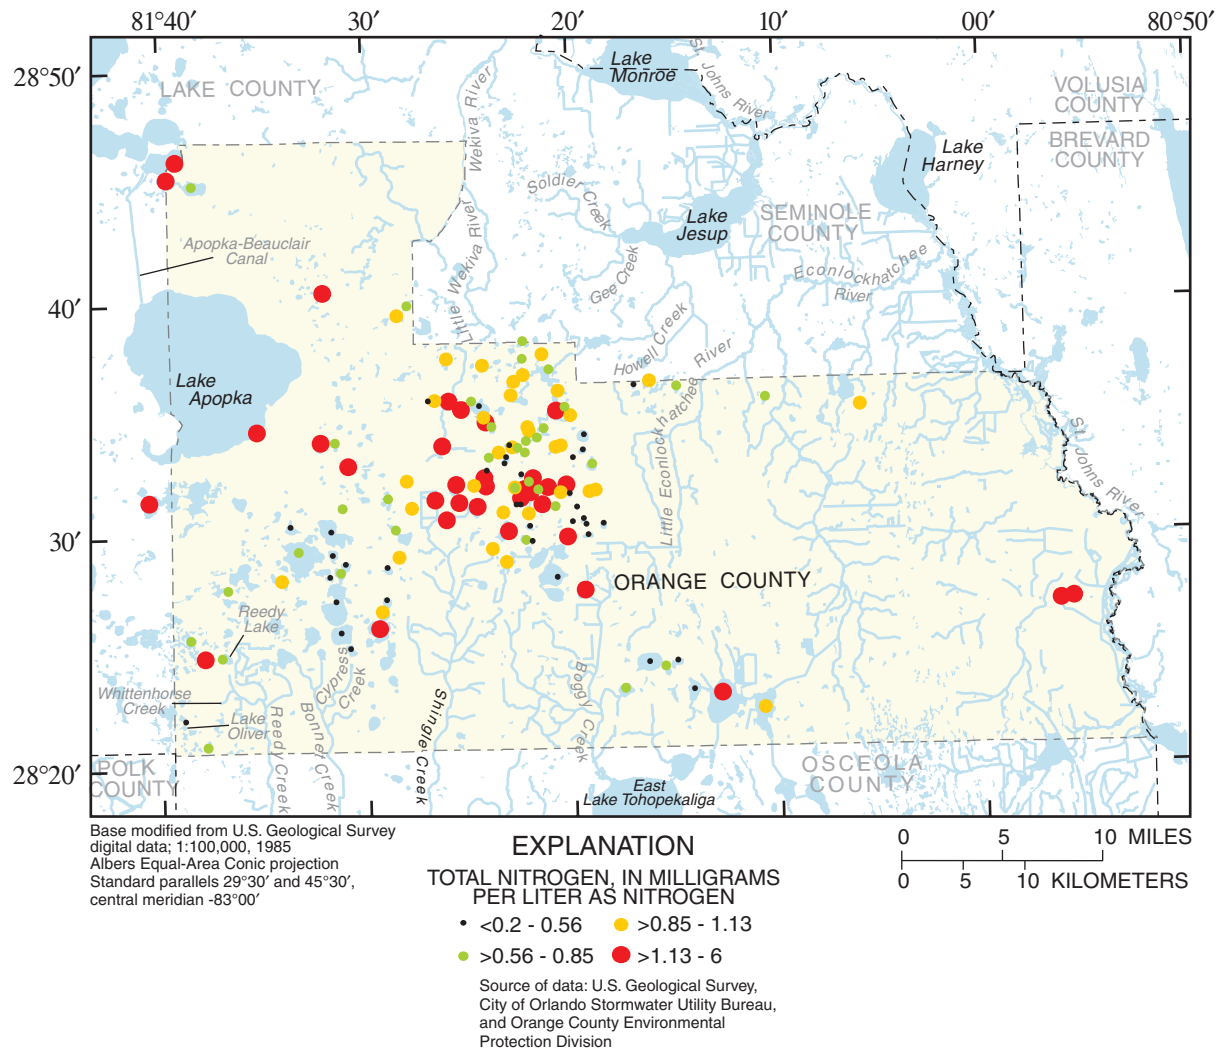 81°40′ 30′ 20′ 10′ 00′ 80°50′
28°50′
40′
30′
28°20′
LAKE COUNTY
Wekiva River
Lake
Monroe
St. Johns River
VOLUSIA
COUNTY
BREVARD
COUNTY
Lake
Harney
Soldier Creek
Lake
Jesup
SEMINOLE
COUNTY
Apopka-Beauclair
Canal
Little Wekiva River
Gee Creek
Econlockhatchee
River
Howell Creek
Lake
Apopka
Little Econlockhatchee River
St. Johns River
ORANGE COUNTY
Reedy
Lake
Whittenhorse
Creek
Lake
Oliver
Reedy Creek
Bonnet Creek
Cypress
Creek
Shingle Creek
Boggy Creek
POLK
COUNTY
East
Lake Tohopekaliga
OSCEOLA
COUNTY
Base modified from U.S. Geological Survey
digital data; 1:100,000, 1985
Albers Equal-Area Conic projection
Standard parallels 29°30′ and 45°30′,
central meridian -83°00′
0 5 10 MILES
0 5 10 KILOMETERS
EXPLANATION
TOTAL NITROGEN, IN MILLIGRAMS
PER LITER AS NITROGEN
<0.2 - 0.56 >0.85 - 1.13
>0.56 - 0.85 >1.13 - 6
Source of data: U.S. Geological Survey,
City of Orlando Stormwater Utility Bureau,
and Orange County Environmental
Protection Division